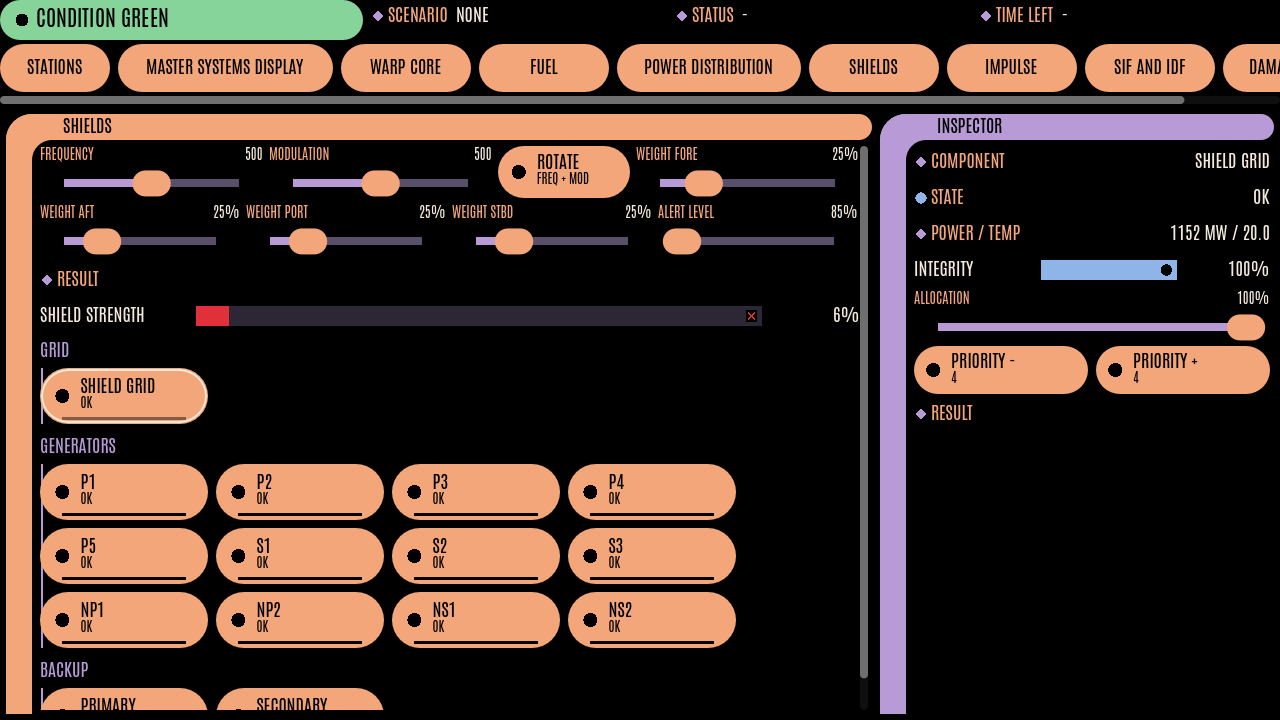 CONDITION GREEN
SCENARIO NONE
STATUS -
TIME LEFT -
STATIONS
MASTER SYSTEMS DISPLAY
WARP CORE
FUEL
POWER DISTRIBUTION
SHIELDS
IMPULSE
SIF AND IDF
DAMA
SHIELDS
FREQUENCY 500
MODULATION 500
ROTATE
FREQ + MOD
WEIGHT FORE 25%
WEIGHT AFT 25%
WEIGHT PORT 25%
WEIGHT STBD 25%
ALERT LEVEL 85%
RESULT
SHIELD STRENGTH 6%
GRID
SHIELD GRID
OK
GENERATORS
P1
OK
P2
OK
P3
OK
P4
OK
P5
OK
S1
OK
S2
OK
S3
OK
NP1
OK
NP2
OK
NS1
OK
NS2
OK
BACKUP
PRIMARY
SECONDARY
INSPECTOR
COMPONENT SHIELD GRID
STATE OK
POWER / TEMP 1152 MW / 20.0
INTEGRITY 100%
ALLOCATION 100%
PRIORITY -
4
PRIORITY +
4
RESULT